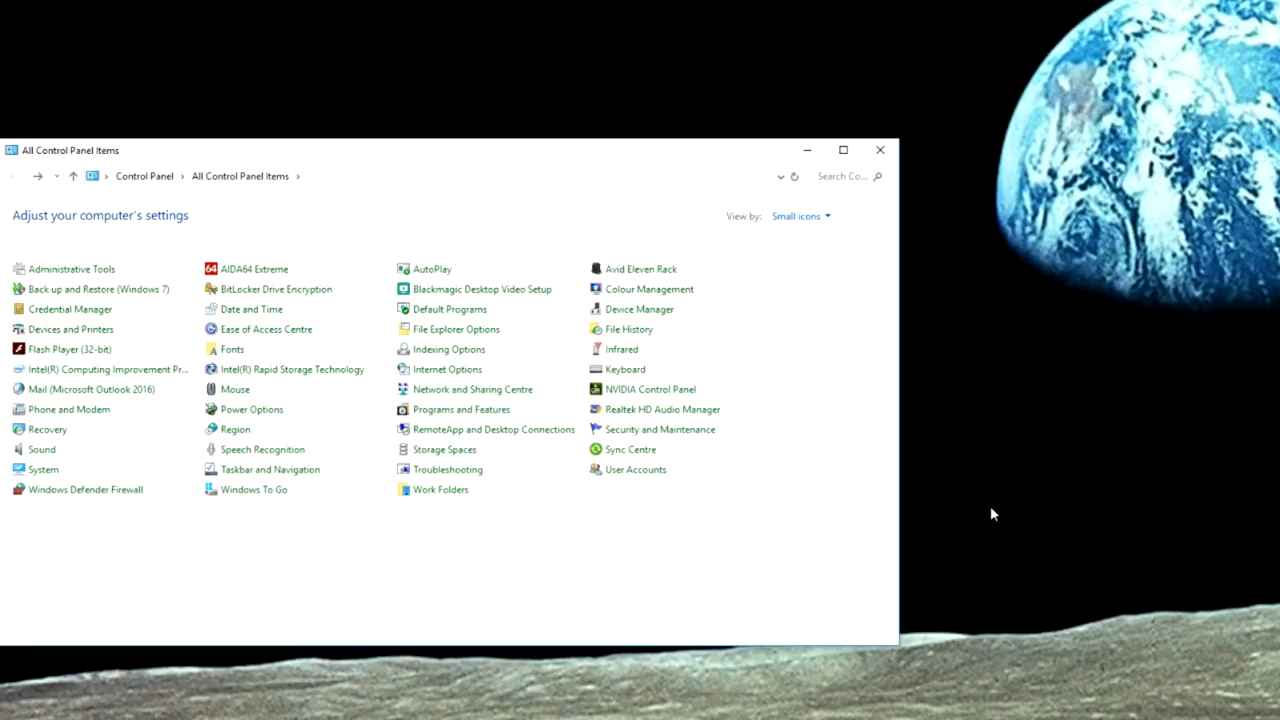 All Control Panel Items
Control Panel › All Control Panel Items › Search Co...
Adjust your computer's settings View by: Small icons
Administrative Tools 64 AIDA64 Extreme AutoPlay Avid Eleven Rack
Back up and Restore (Windows 7) BitLocker Drive Encryption Blackmagic Desktop Video Setup Colour Management
Credential Manager Date and Time Default Programs Device Manager
Devices and Printers Ease of Access Centre File Explorer Options File History
Flash Player (32-bit) Fonts Indexing Options Infrared
Intel(R) Computing Improvement Pr... Intel(R) Rapid Storage Technology Internet Options Keyboard
Mail (Microsoft Outlook 2016) Mouse Network and Sharing Centre NVIDIA Control Panel
Phone and Modem Power Options Programs and Features Realtek HD Audio Manager
Recovery Region RemoteApp and Desktop Connections Security and Maintenance
Sound Speech Recognition Storage Spaces Sync Centre
System Taskbar and Navigation Troubleshooting User Accounts
Windows Defender Firewall Windows To Go Work Folders